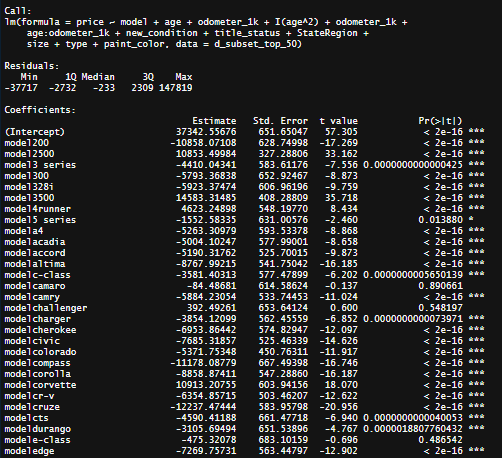 Call:
lm(formula = price ~ model + age + odometer_1k + I(age^2) + odometer_1k +
age:odometer_1k + new_condition + title_status + StateRegion +
size + type + paint_color, data = d_subset_top_50)
Residuals:
Min 1Q Median 3Q Max
-37717 -2732 -233 2309 147819
Coefficients:
Estimate Std. Error t value Pr(>|t|)
(Intercept) 37342.55676 651.65047 57.305 < 2e-16 ***
model200 -10858.07108 628.74998 -17.269 < 2e-16 ***
model2500 10853.49984 327.28806 33.162 < 2e-16 ***
model3 series -4410.04341 583.61176 -7.556 0.0000000000000425 ***
model300 -5793.36838 652.92467 -8.873 < 2e-16 ***
model328i -5923.37474 606.96196 -9.759 < 2e-16 ***
model3500 14583.31485 408.28809 35.718 < 2e-16 ***
model4runner 4623.24898 548.19770 8.434 < 2e-16 ***
model5 series -1552.58335 631.00576 -2.460 0.013880 *
modela4 -5263.30979 593.53378 -8.868 < 2e-16 ***
modelacadia -5004.10247 577.99001 -8.658 < 2e-16 ***
modelaccord -5190.31762 525.70015 -9.873 < 2e-16 ***
modelaltima -8767.99215 541.75042 -16.185 < 2e-16 ***
modelc-class -3581.40313 577.47899 -6.202 0.0000000005650139 ***
modelcamaro -84.48681 614.58624 -0.137 0.890661
modelcamry -5884.23054 533.74453 -11.024 < 2e-16 ***
modelchallenger 392.49261 653.64124 0.600 0.548197
modelcharger -3854.12099 562.45559 -6.852 0.0000000000073971 ***
modelcherokee -6953.86442 574.82947 -12.097 < 2e-16 ***
modelcivic -7685.31857 525.46339 -14.626 < 2e-16 ***
modelcolorado -5371.75348 450.76311 -11.917 < 2e-16 ***
modelcompass -11178.08779 667.49398 -16.746 < 2e-16 ***
modelcorolla -8858.87411 547.28860 -16.187 < 2e-16 ***
modelcorvette 10913.20755 603.94156 18.070 < 2e-16 ***
modelcr-v -6354.85715 503.46207 -12.622 < 2e-16 ***
modelcruze -12237.47444 583.95798 -20.956 < 2e-16 ***
modelcts -4590.41188 661.47718 -6.940 0.0000000000040053 ***
modeldurango -3105.69494 651.53896 -4.767 0.0000018807760432 ***
modele-class -475.32078 683.10159 -0.696 0.486542
modeledge -7269.75731 563.44797 -12.902 < 2e-16 ***